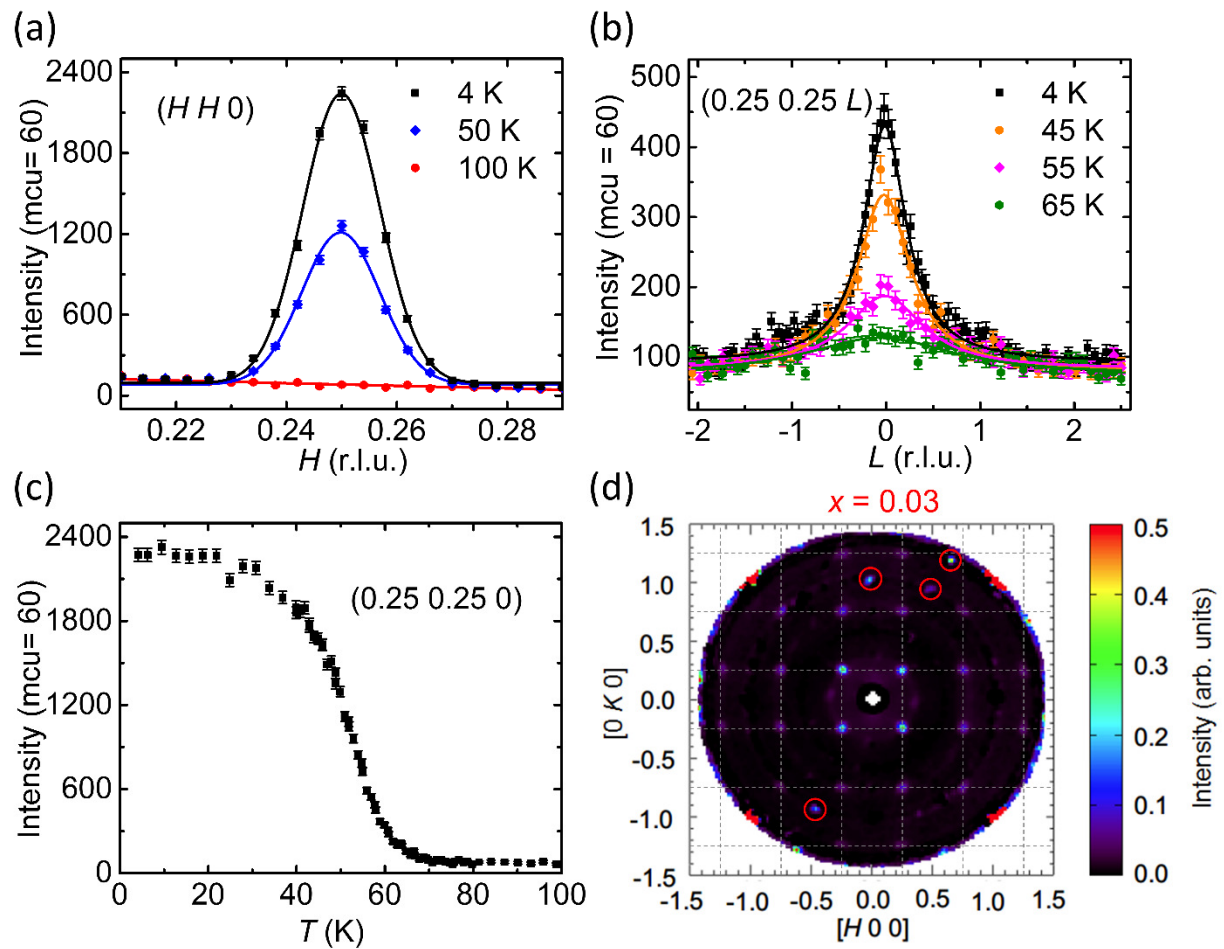 (a)
2400
1800
1200
600
0
Intensity (mcu= 60)
(H H 0)
4 K
50 K
100 K
0.22 0.24 0.26 0.28
H (r.l.u.)
(b)
500
400
300
200
100
Intensity (mcu = 60)
(0.25 0.25 L)
4 K
45 K
55 K
65 K
-2 -1 0 1 2
L (r.l.u.)
(c)
2400
1800
1200
600
0
Intensity (mcu= 60)
(0.25 0.25 0)
0 20 40 60 80 100
T (K)
(d)
x = 0.03
1.5
1.0
0.5
0.0
-0.5
-1.0
-1.5
[0 K 0]
-1.5 -1.0 -0.5 0.0 0.5 1.0 1.5
[H 0 0]
0.5
0.4
0.3
0.2
0.1
0.0
Intensity (arb. units)